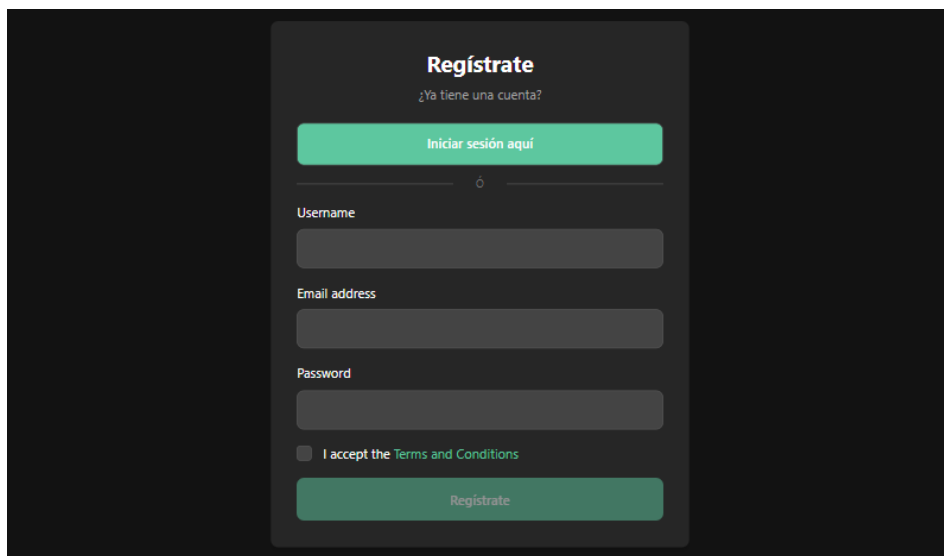 Regístrate
¿Ya tiene una cuenta?
Iniciar sesión aquí
Ó
Username
Email address
Password
I accept the Terms and Conditions
Regístrate